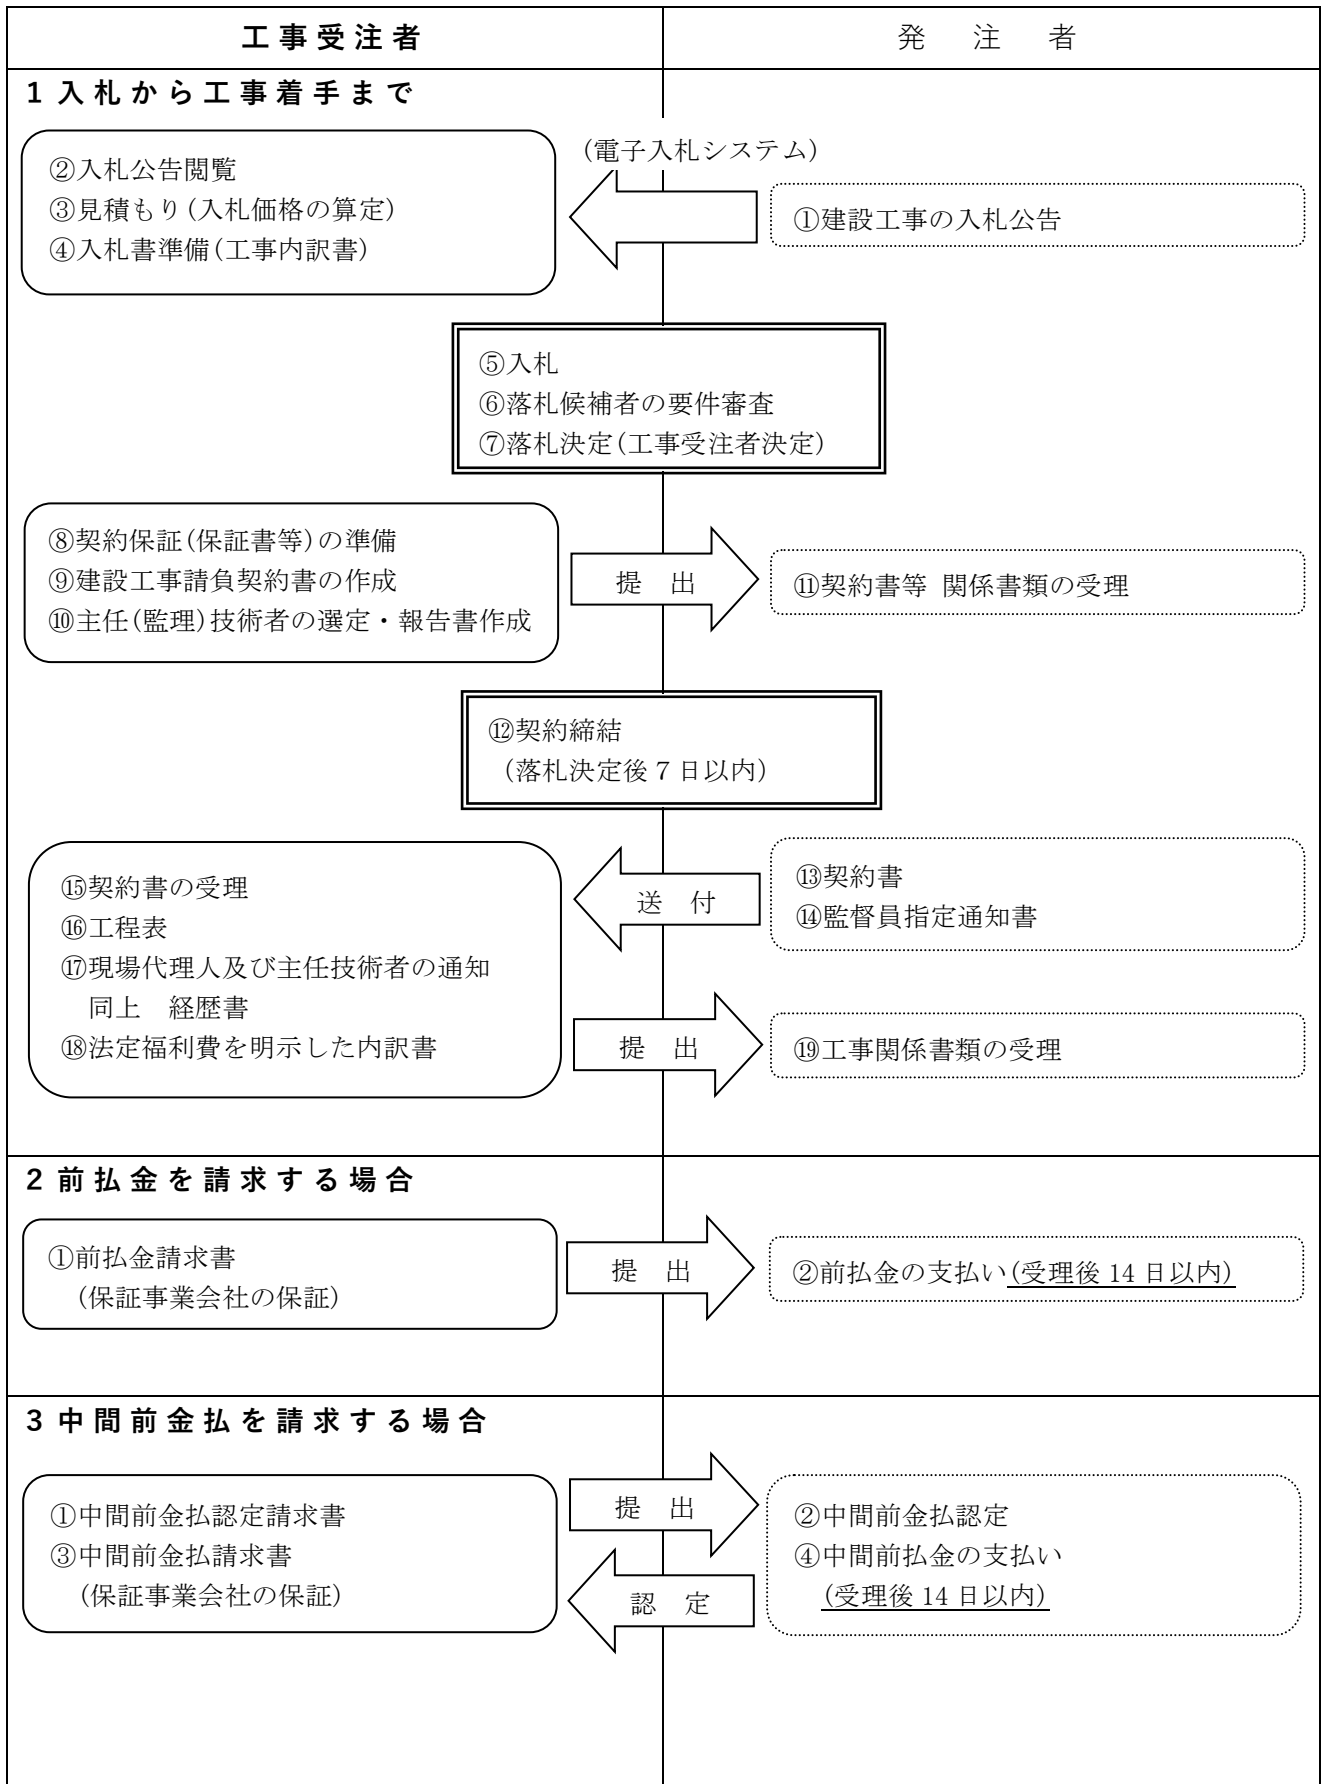 工事受注者
発注者
1 入札から工事着手まで
(電子入札システム)
①建設工事の入札公告
②入札公告閲覧
③見積もり(入札価格の算定)
④入札書準備(工事内訳書)
⑤入札
⑥落札候補者の要件審査
⑦落札決定(工事受注者決定)
⑧契約保証(保証書等)の準備
⑨建設工事請負契約書の作成
⑩主任(監理)技術者の選定・報告書作成
提出
⑪契約書等 関係書類の受理
⑫契約締結
(落札決定後7日以内)
⑬契約書
⑭監督員指定通知書
送付
⑮契約書の受理
⑯工程表
⑰現場代理人及び主任技術者の通知
同上 経歴書
⑱法定福利費を明示した内訳書
提出
⑲工事関係書類の受理
2 前払金を請求する場合
①前払金請求書
(保証事業会社の保証)
提出
②前払金の支払い(受理後14日以内)
3 中間前金払を請求する場合
①中間前金払認定請求書
③中間前金払請求書
(保証事業会社の保証)
提出
認定
②中間前金払認定
④中間前払金の支払い
(受理後14日以内)